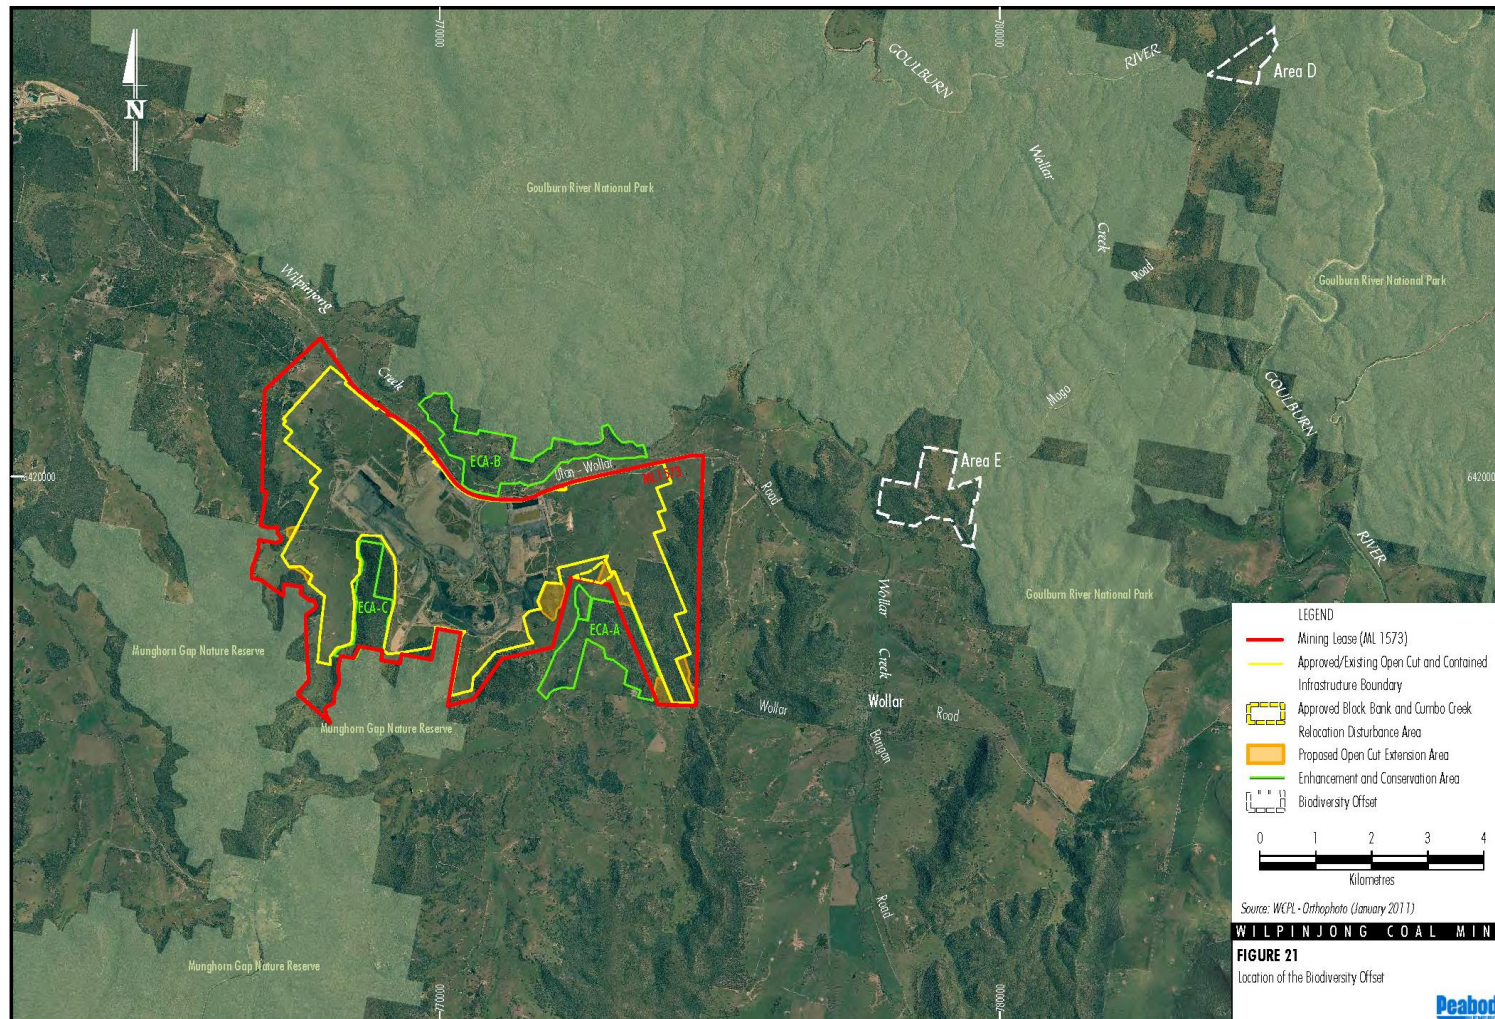 770000
780000
GOULBURN
RIVER
Area D
N
Wollar
Goulburn River National Park
Creek
Road
Wilpinjong
Goulburn River National Park
Creek
Mogo
GOULBURN
ECA-B
Ulan - Wollar
Area E
ML 1573
6420000
642000
Road
RIVER
Wollar
Goulburn River National Park
ECA-C
ECA-A
Munghorn Gap Nature Reserve
Creek
Wollar
Wollar
Road
Munghorn Gap Nature Reserve
Barigan
Road
Munghorn Gap Nature Reserve
770000
780000
LEGEND
Mining Lease (ML 1573)
Approved/Existing Open Cut and Contained
Infrastructure Boundary
Approved Block Bank and Cumbo Creek
Relocation Disturbance Area
Proposed Open Cut Extension Area
Enhancement and Conservation Area
Biodiversity Offset
0 1 2 3 4
Kilometres
Source: WCPL - Orthophoto (January 2011)
WILPINJONG COAL MIN
FIGURE 21
Location of the Biodiversity Offset
Peabod